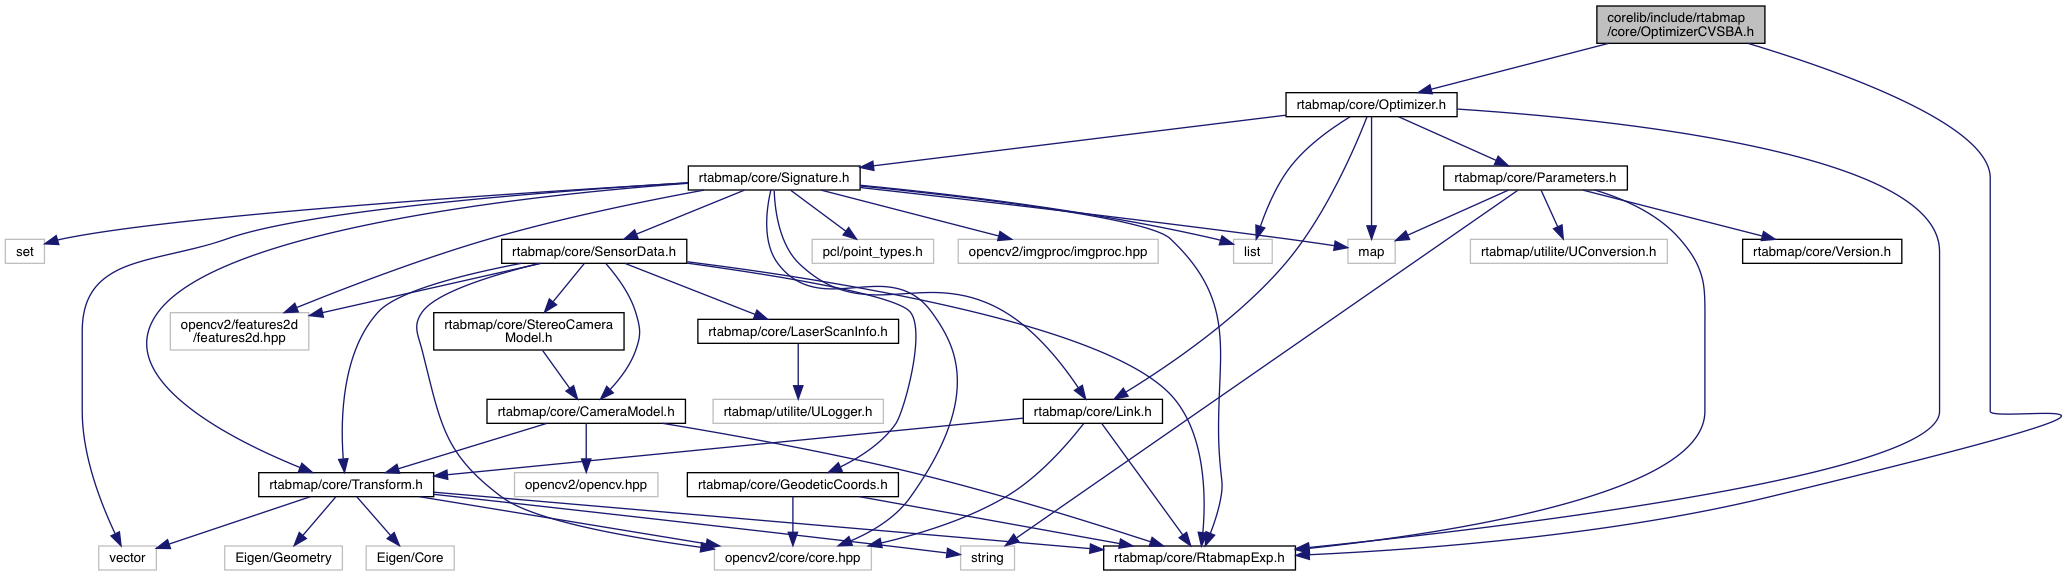 corelib/include/rtabmap
/core/OptimizerCVSBA.h
rtabmap/core/Optimizer.h
rtabmap/core/Signature.h
rtabmap/core/Parameters.h
set
rtabmap/core/SensorData.h
pcl/point_types.h
opencv2/imgproc/imgproc.hpp
list
map
rtabmap/utilite/UConversion.h
rtabmap/core/Version.h
opencv2/features2d
/features2d.hpp
rtabmap/core/StereoCamera
Model.h
rtabmap/core/LaserScanInfo.h
rtabmap/core/CameraModel.h
rtabmap/utilite/ULogger.h
rtabmap/core/Link.h
rtabmap/core/Transform.h
opencv2/opencv.hpp
rtabmap/core/GeodeticCoords.h
vector
Eigen/Geometry
Eigen/Core
opencv2/core/core.hpp
string
rtabmap/core/RtabmapExp.h